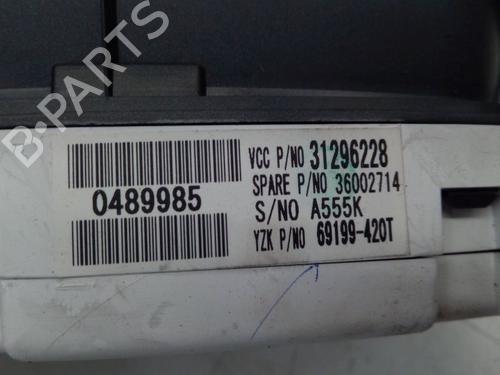 B-PARTS
0489985
VCC P/NO 31296228
SPARE P/NO 36002714
S/NO A555K
YZK P/NO 69199-420T